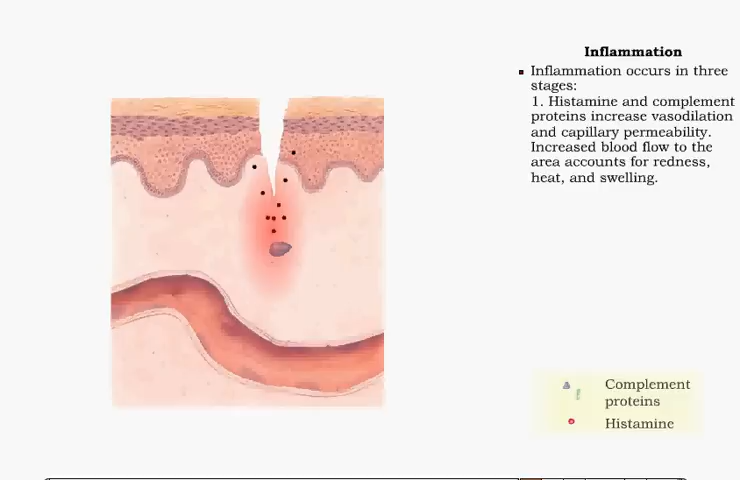 Inflammation
Inflammation occurs in three
stages:
1. Histamine and complement
proteins increase vasodilation
and capillary permeability.
Increased blood flow to the
area accounts for redness,
heat, and swelling.
Complement
proteins
Histamine